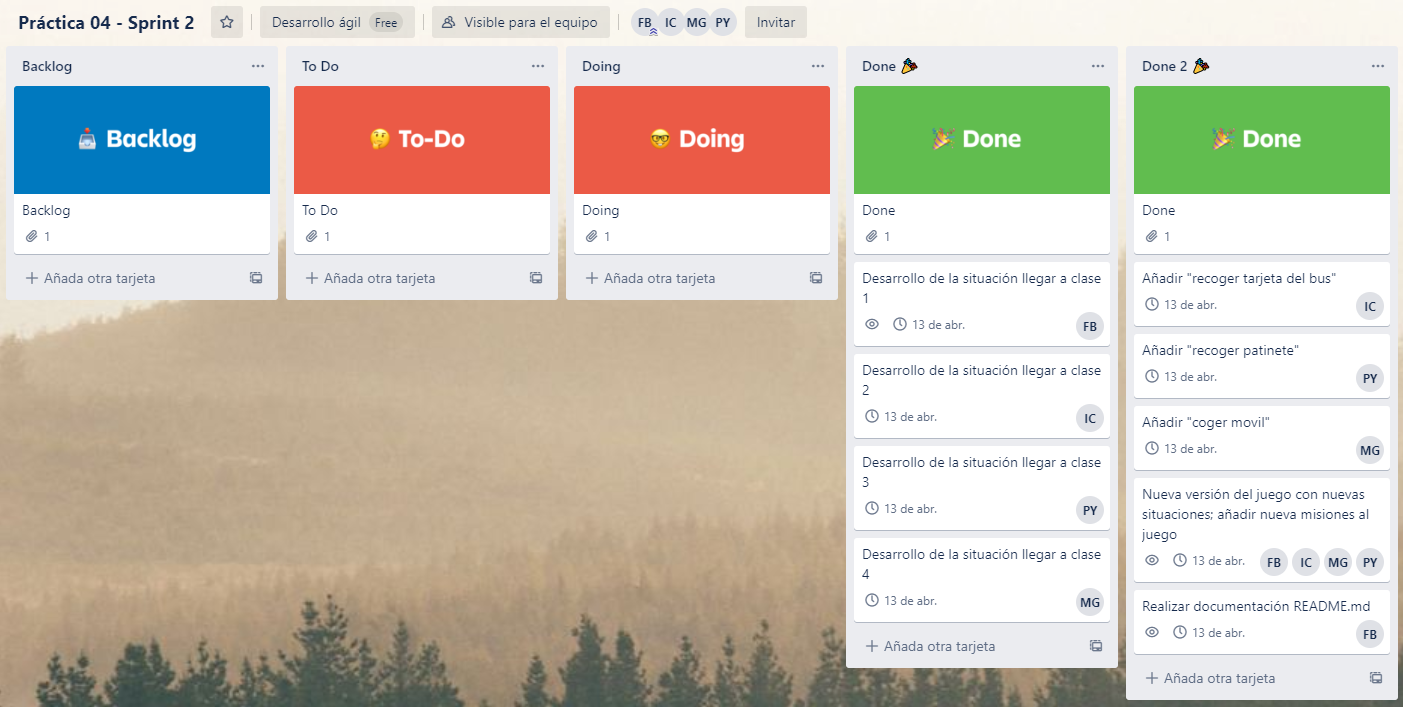 Práctica 04 - Sprint 2
Desarrollo ágil Free
Visible para el equipo
FB IC MG PY
Invitar
Backlog
Backlog
Backlog
1
+ Añada otra tarjeta
To Do
To-Do
To Do
1
+ Añada otra tarjeta
Doing
Doing
Doing
1
+ Añada otra tarjeta
Done
Done
Done
1
Desarrollo de la situación llegar a clase
1
13 de abr.
FB
Desarrollo de la situación llegar a clase
2
13 de abr.
IC
Desarrollo de la situación llegar a clase
3
13 de abr.
PY
Desarrollo de la situación llegar a clase
4
13 de abr.
MG
+ Añada otra tarjeta
Done 2
Done
Done
1
Añadir "recoger tarjeta del bus"
13 de abr.
IC
Añadir "recoger patinete"
13 de abr.
PY
Añadir "coger movil"
13 de abr.
MG
Nueva versión del juego con nuevas
situaciones; añadir nueva misiones al
juego
13 de abr.
FB IC MG PY
Realizar documentación README.md
13 de abr.
FB
+ Añada otra tarjeta